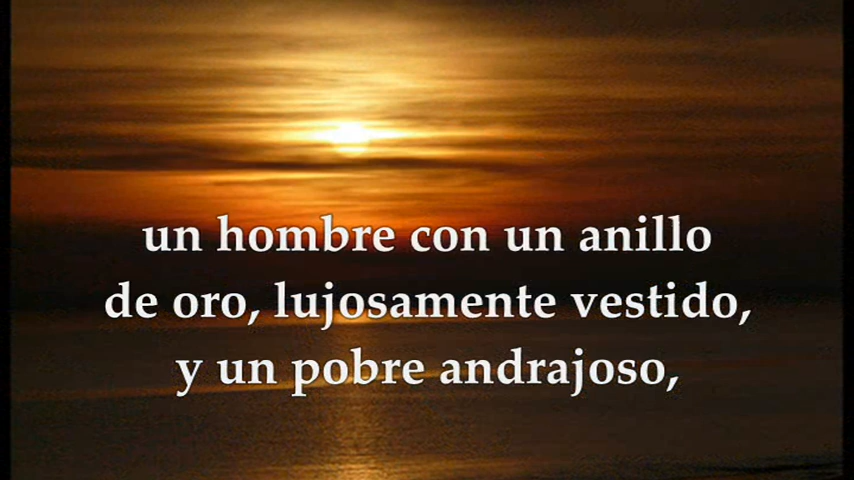 un hombre con un anillo
de oro, lujosamente vestido,
y un pobre andrajoso,